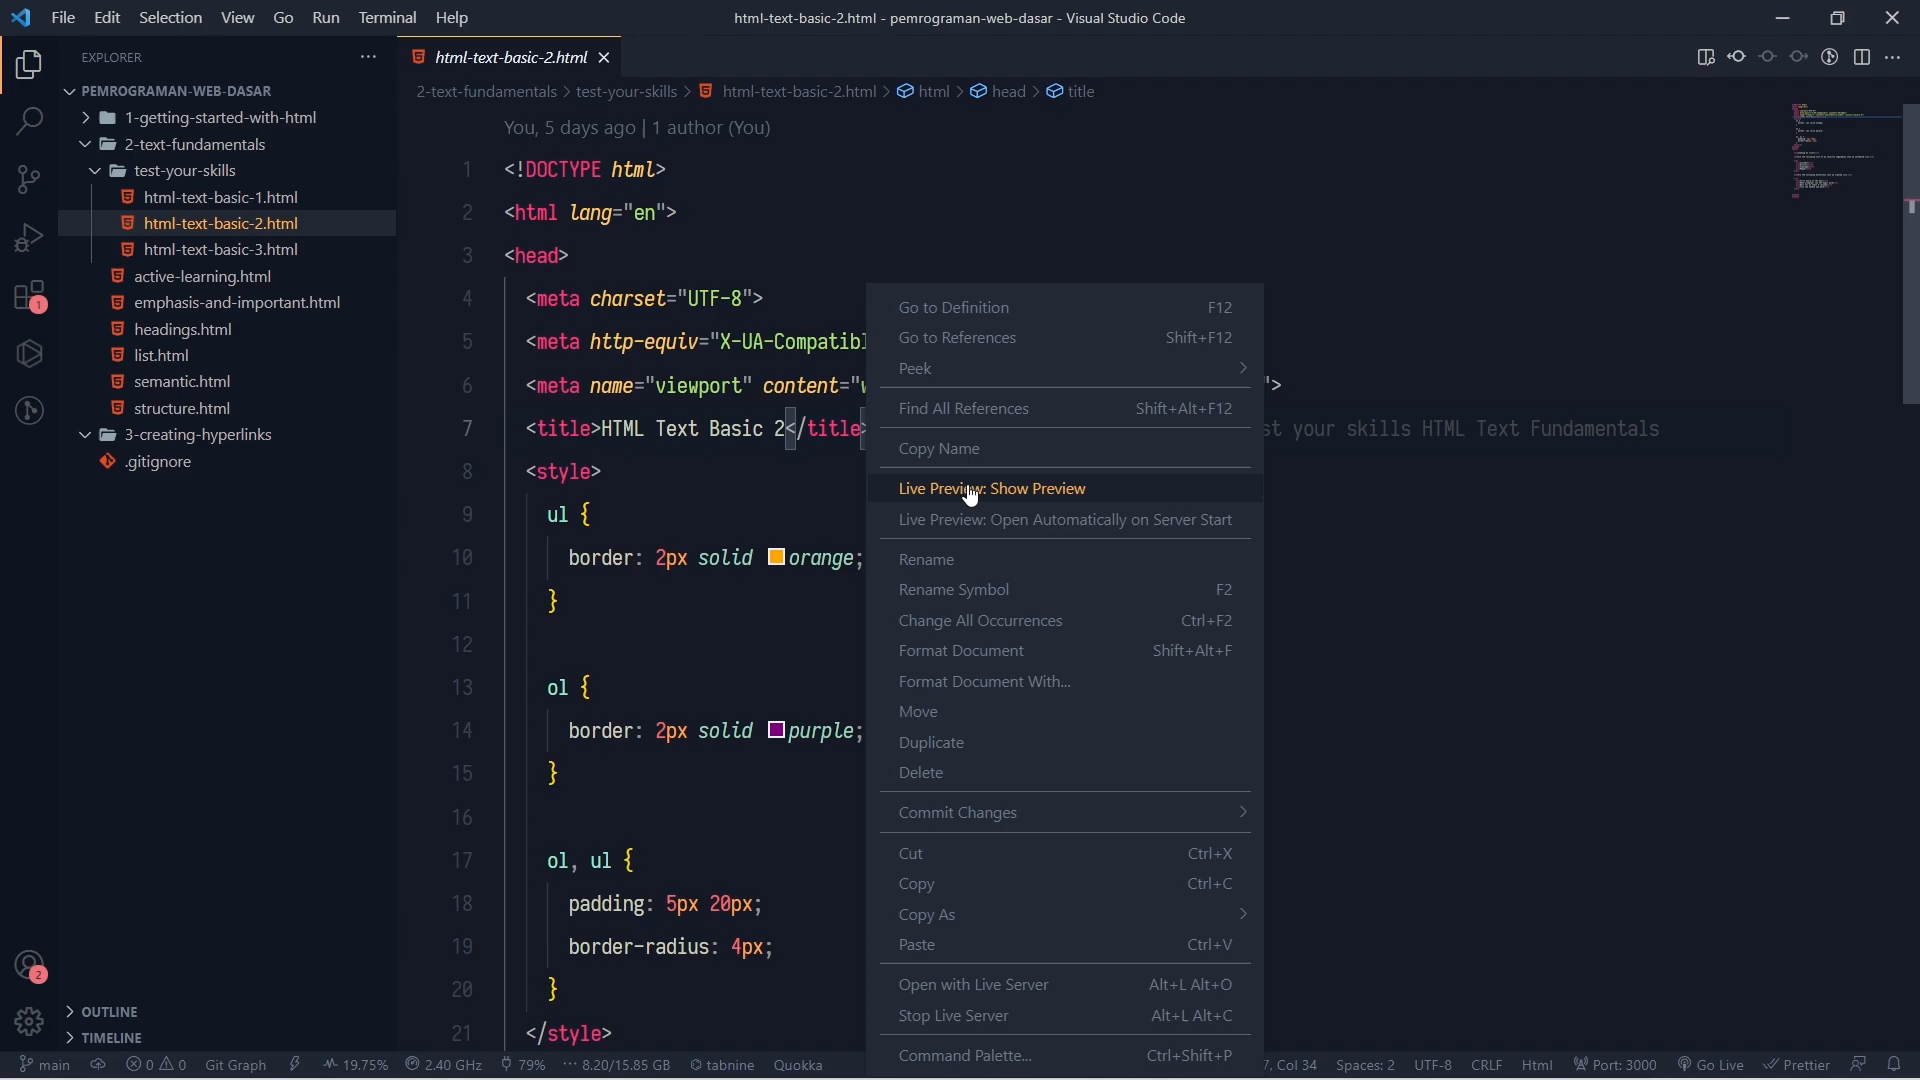 File Edit Selection View Go Run Terminal Help
html-text-basic-2.html - pemrograman-web-dasar - Visual Studio Code
EXPLORER
PEMROGRAMAN-WEB-DASAR
1-getting-started-with-html
2-text-fundamentals
test-your-skills
html-text-basic-1.html
html-text-basic-2.html
html-text-basic-3.html
active-learning.html
emphasis-and-important.html
headings.html
list.html
semantic.html
structure.html
3-creating-hyperlinks
.gitignore
OUTLINE
TIMELINE
1
2
html-text-basic-2.html
2-text-fundamentals > test-your-skills > html-text-basic-2.html > html > head > title
You, 5 days ago | 1 author (You)
1 <!DOCTYPE html>
2 <html lang="en">
3 <head>
4 <meta charset="UTF-8">
5 <meta http-equiv="X-UA-Compatibl
6 <meta name="viewport" content="w ">
7 <title>HTML Text Basic 2</title> st your skills HTML Text Fundamentals
8 <style>
9 ul {
10 border: 2px solid orange;
11 }
12
13 ol {
14 border: 2px solid purple;
15 }
16
17 ol, ul {
18 padding: 5px 20px;
19 border-radius: 4px;
20 }
21 </style>
Go to Definition F12
Go to References Shift+F12
Peek
Find All References Shift+Alt+F12
Copy Name
Live Preview: Show Preview
Live Preview: Open Automatically on Server Start
Rename
Rename Symbol F2
Change All Occurrences Ctrl+F2
Format Document Shift+Alt+F
Format Document With...
Move
Duplicate
Delete
Commit Changes
Cut Ctrl+X
Copy Ctrl+C
Copy As
Paste Ctrl+V
Open with Live Server Alt+L Alt+O
Stop Live Server Alt+L Alt+C
Command Palette... Ctrl+Shift+P
main 0 0 Git Graph 19.75% 2.40 GHz 79% 8.20/15.85 GB tabnine Quokka 7, Col 34 Spaces: 2 UTF-8 CRLF Html Port: 3000 Go Live Prettier